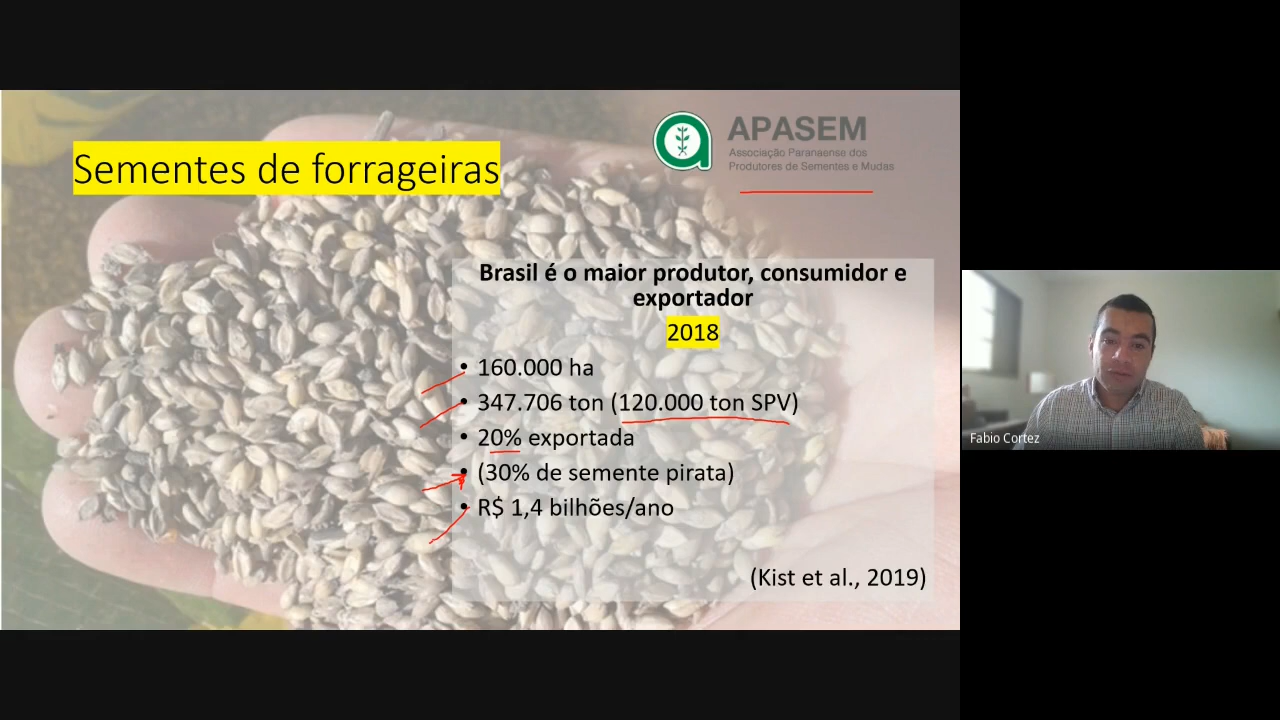 APASEM
Associação Paranaense dos
Produtores de Sementes e Mudas
Sementes de forrageiras
Brasil é o maior produtor, consumidor e
exportador
2018
• 160.000 ha
• 347.706 ton (120.000 ton SPV)
• 20% exportada
• (30% de semente pirata)
• R$ 1,4 bilhões/ano
(Kist et al., 2019)
Fabio Cortez